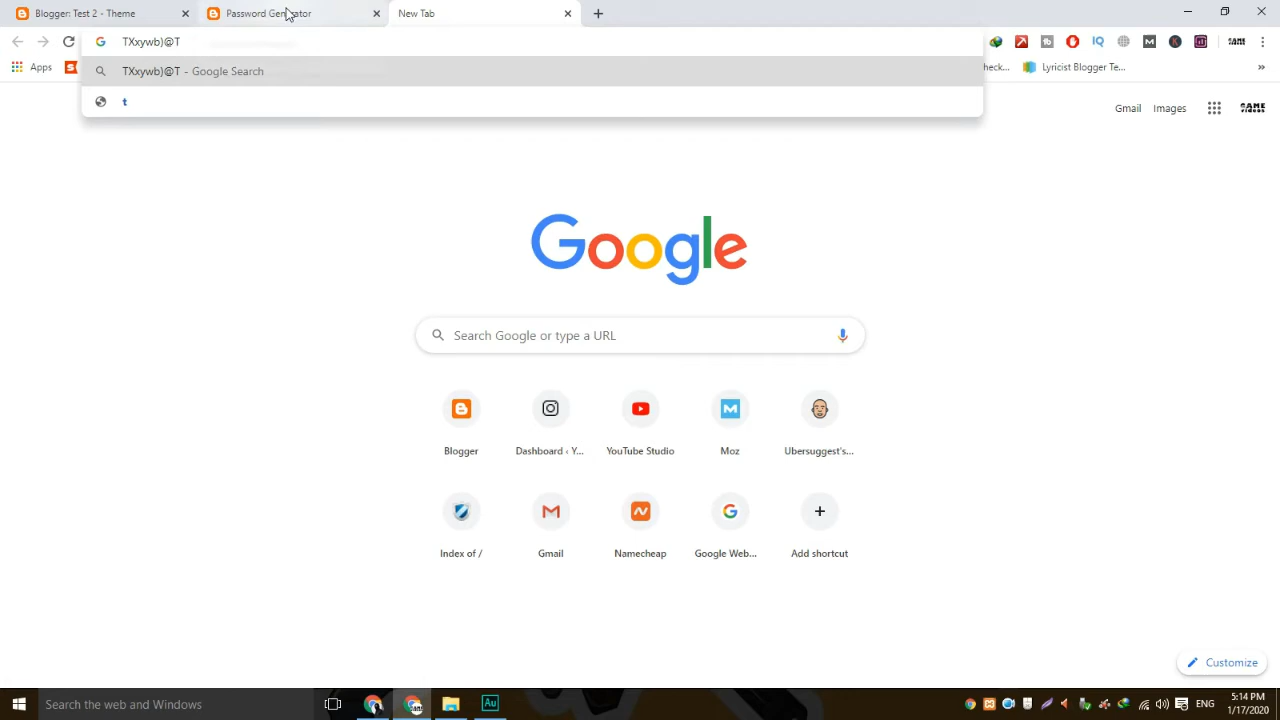 Blogger: Test 2 - Theme
Password Generator
New Tab
TXxywb)@T
Apps
heck...
Lyricist Blogger Te...
TXxywb)@T - Google Search
t
Gmail
Images
Google
Search Google or type a URL
Blogger
Dashboard ‹ Y...
YouTube Studio
Moz
Ubersuggest's...
Index of /
Gmail
Namecheap
Google Web...
Add shortcut
Customize
Search the web and Windows
ENG
5:14 PM
1/17/2020